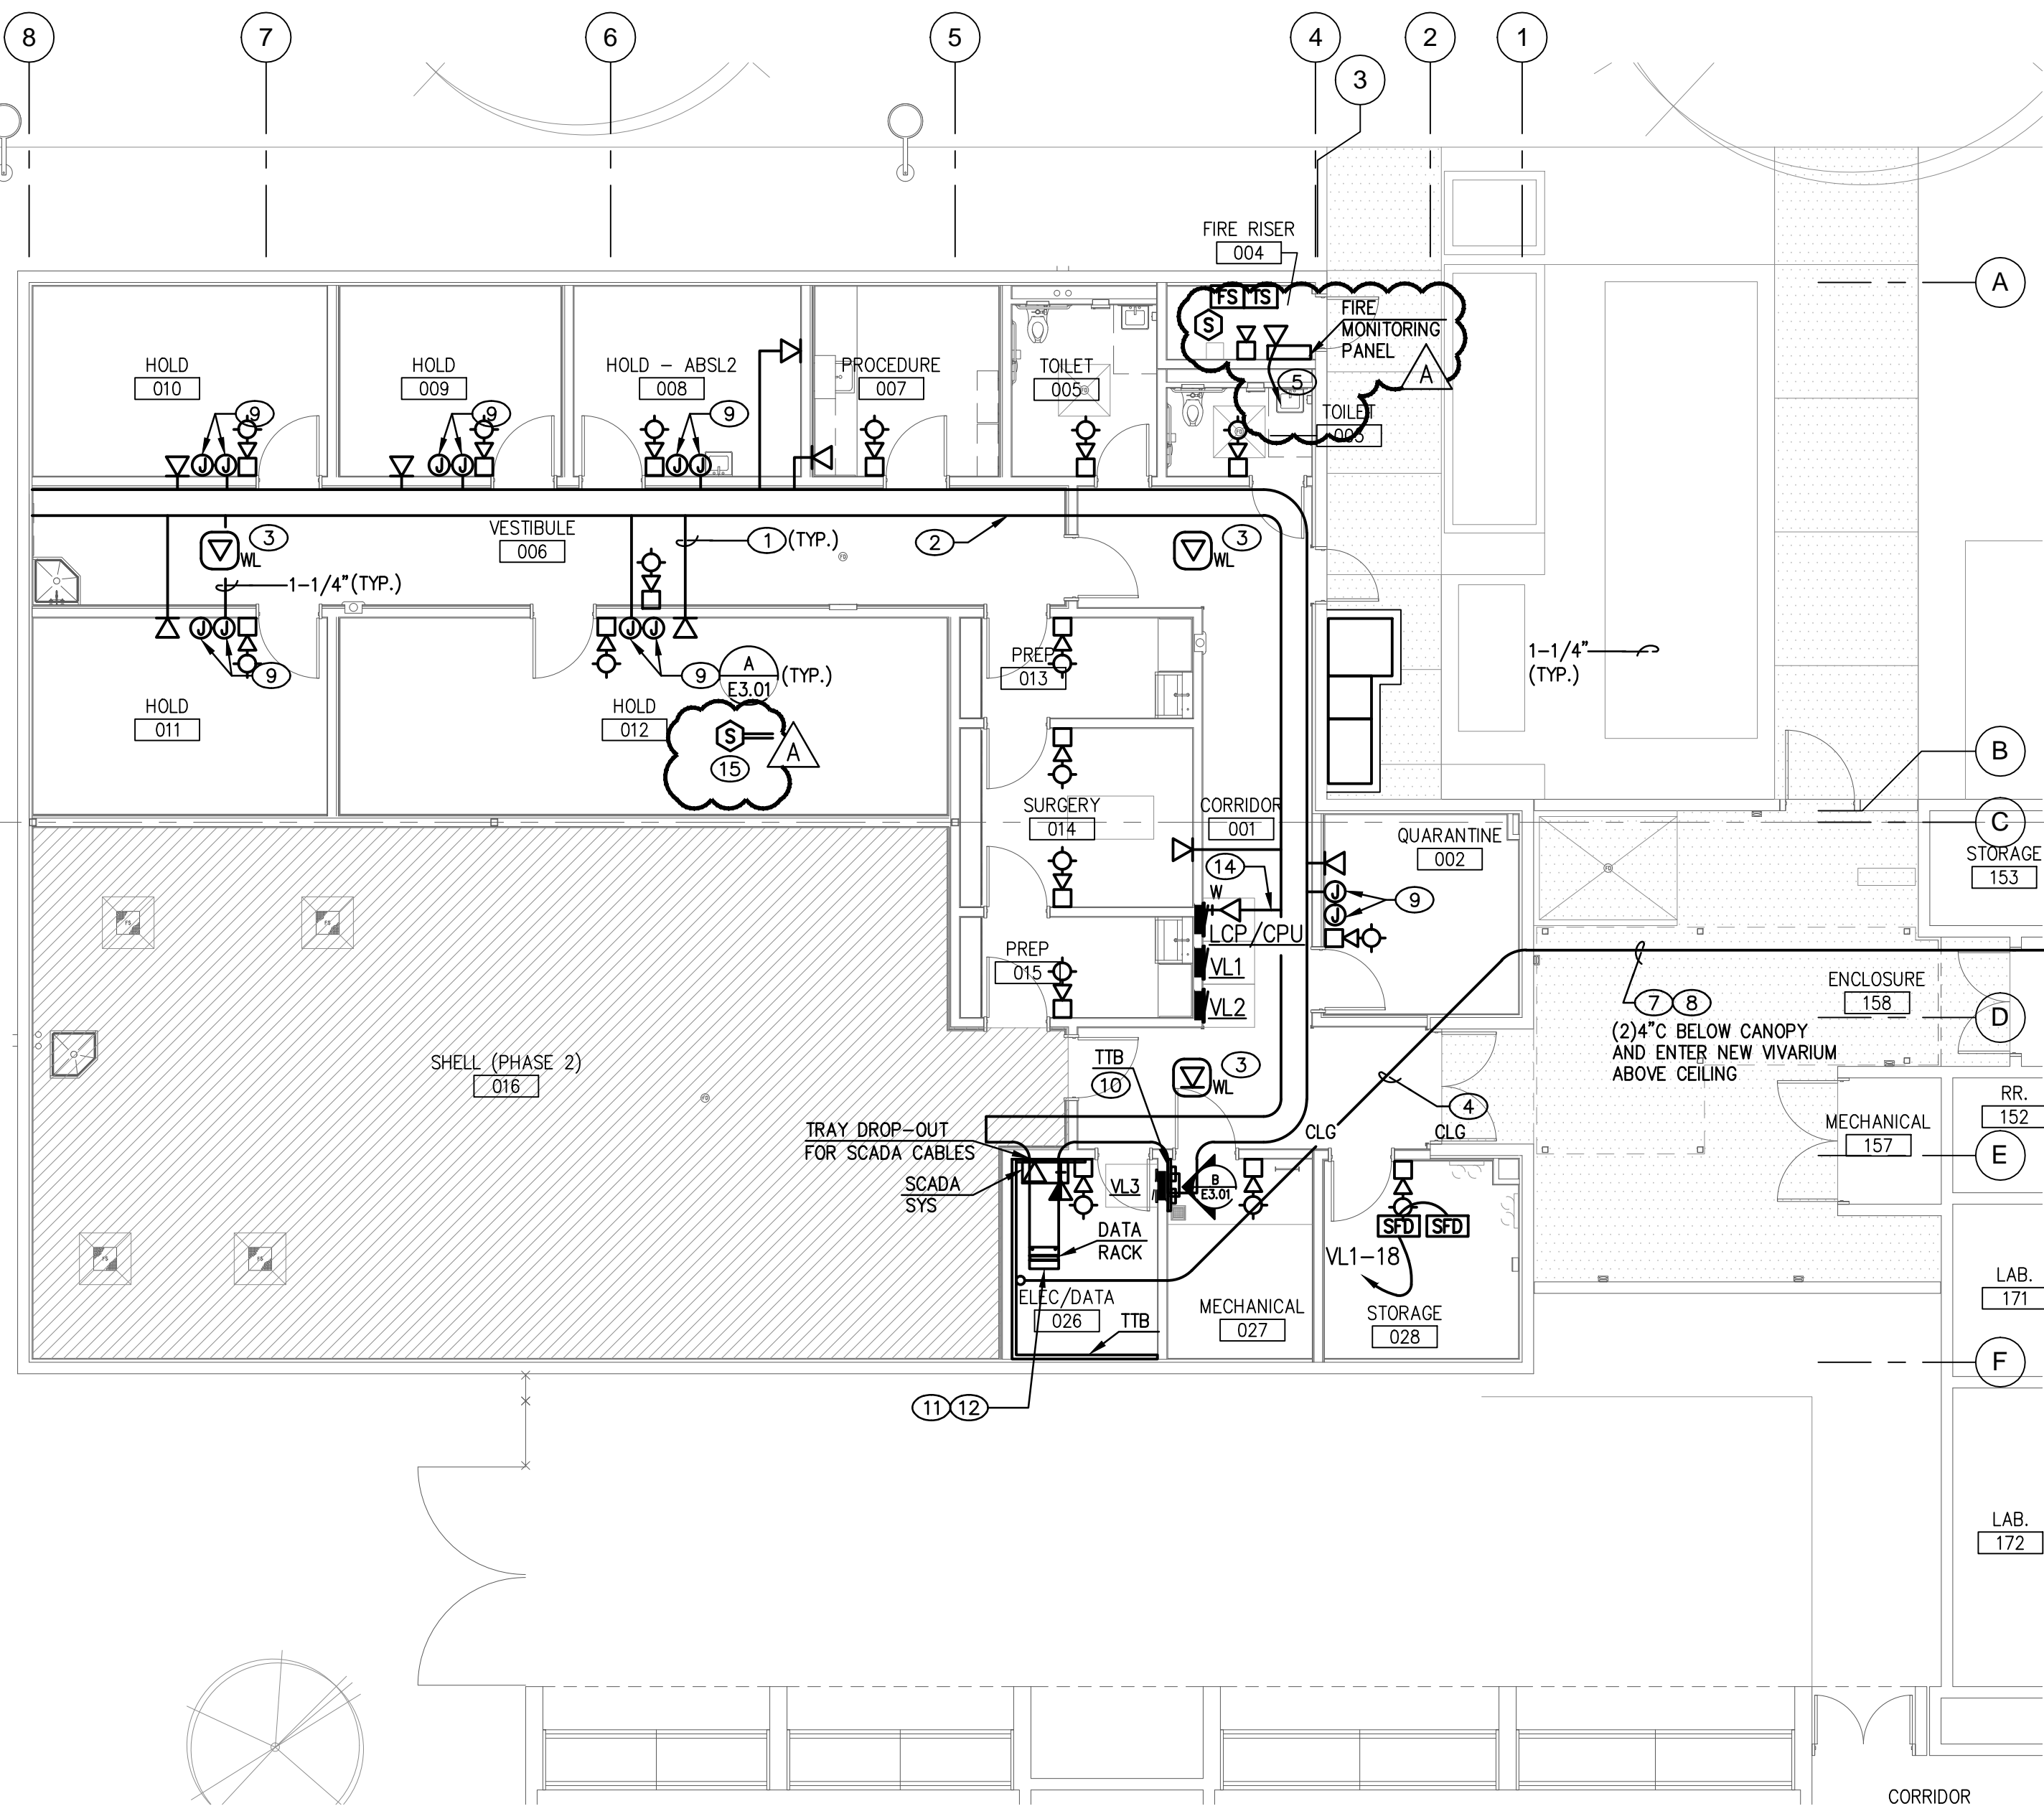 8
7
6
5
4
2
1
3
FIRE RISER
004
A
FS
TS
S
FIRE
MONITORING
PANEL
A
5
HOLD
010
HOLD
009
HOLD - ABSL2
008
PROCEDURE
007
TOILET
005
TOILET
005
9
9
9
J
J
J
J
J
J
VESTIBULE
006
3
WL
1 (TYP.)
2
3
WL
1-1/4" (TYP.)
J
J
J
J
9
9
A
E3.01
(TYP.)
PREP
013
1-1/4"
(TYP.)
HOLD
011
HOLD
012
S
A
15
B
SURGERY
014
CORRIDOR
001
QUARANTINE
002
C
STORAGE
153
14
W
J
J
9
LCP/CPU
VL1
VL2
PREP
015
FS
FS
ENCLOSURE
158
7 8
(2)4"C BELOW CANOPY
AND ENTER NEW VIVARIUM
ABOVE CEILING
D
SHELL (PHASE 2)
016
TTB
10
3
WL
4
RR.
152
MECHANICAL
157
TRAY DROP-OUT
FOR SCADA CABLES
CLG
CLG
E
SCADA
SYS
VL3
B
E3.01
SFD
SFD
DATA
RACK
VL1-18
FS
FS
LAB.
171
ELEC/DATA
026
TTB
MECHANICAL
027
STORAGE
028
F
11 12
LAB.
172
CORRIDOR